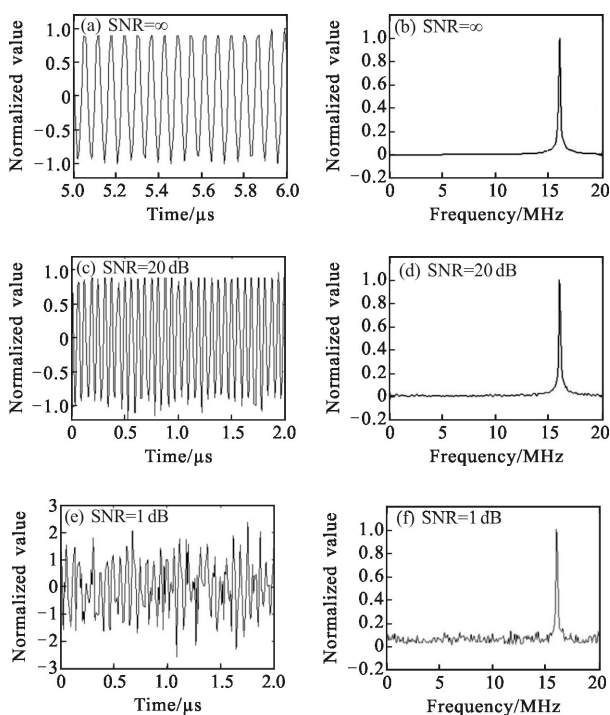 (a) SNR=∞
Normalized value
1.0
0.5
0
−0.5
−1.0
5.0 5.2 5.4 5.6 5.8 6.0
Time/μs
(b) SNR=∞
Normalized value
1.0
0.8
0.6
0.4
0.2
0
−0.2
0 5 10 15 20
Frequency/MHz
(c) SNR=20 dB
Normalized value
1.0
0.5
0
−0.5
−1.0
0 0.5 1.0 1.5 2.0
Time/μs
(d) SNR=20 dB
Normalized value
1.0
0.8
0.6
0.4
0.2
0
−0.2
0 5 10 15 20
Frequency/MHz
(e) SNR=1 dB
Normalized value
3
2
1
0
−1
−2
−3
0 0.5 1.0 1.5 2.0
Time/μs
(f) SNR=1 dB
Normalized value
1.0
0.8
0.6
0.4
0.2
0
−0.2
0 5 10 15 20
Frequency/MHz